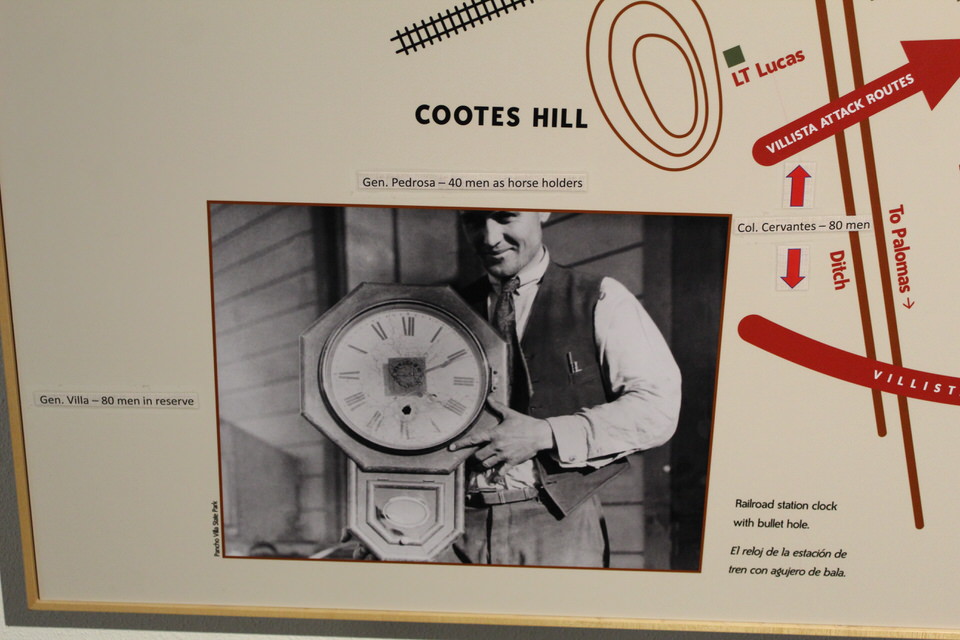 LT Lucas
COOTES HILL
VILLISTA ATTACK ROUTES
Gen. Pedrosa – 40 men as horse holders
Col. Cervantes – 80 men
To Palomas →
Ditch
Gen. Villa – 80 men in reserve
VILLIST
Pancho Villa State Park
Railroad station clock
with bullet hole.
El reloj de la estación de
tren con agujero de bala.